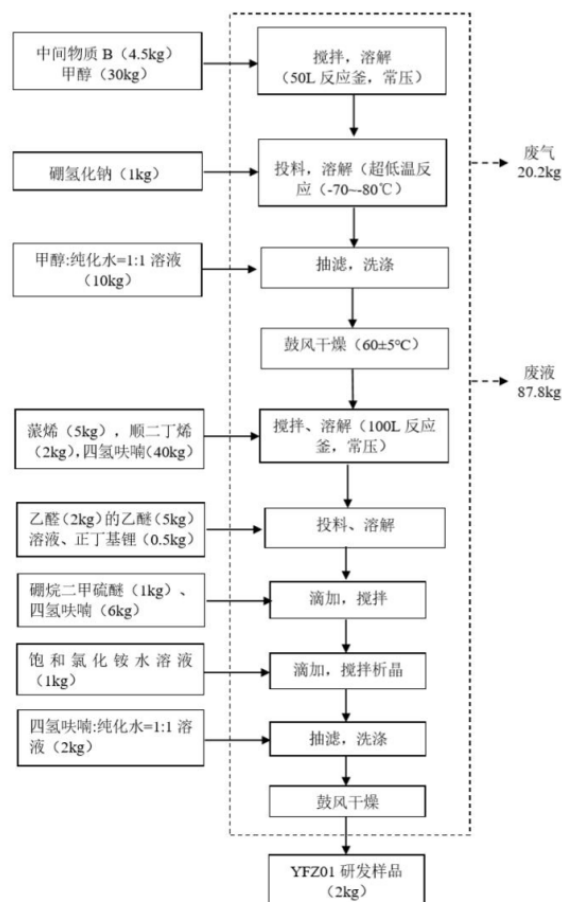 中间物质 B（4.5kg）
甲醇（30kg）
搅拌，溶解
（50L 反应釜，常压）
废气
20.2kg
硼氢化钠（1kg）
投料，溶解（超低温反
应（-70~-80℃）
甲醇:纯化水=1:1 溶液
（10kg）
抽滤，洗涤
鼓风干燥（60±5℃）
废液
87.8kg
蒎烯（5kg），顺二丁烯
（2kg），四氢呋喃（40kg）
搅拌、溶解（100L 反应
釜，常压）
乙醛（2kg）的乙醚（5kg）
溶液、正丁基锂（0.5kg）
投料、溶解
硼烷二甲硫醚（1kg）、
四氢呋喃（6kg）
滴加，搅拌
饱和氯化铵水溶液
（1kg）
滴加，搅拌析晶
四氢呋喃:纯化水=1:1 溶
液（2kg）
抽滤，洗涤
鼓风干燥
YFZ01 研发样品
（2kg）